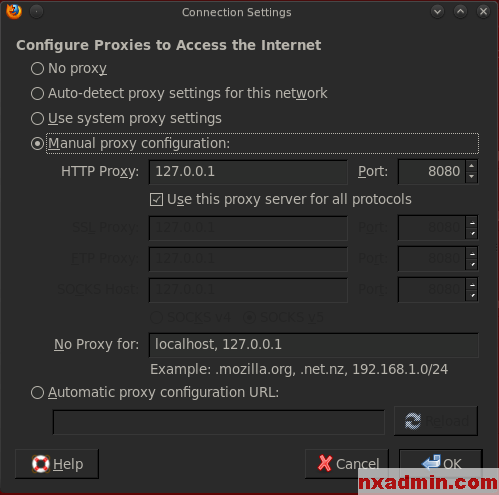 Connection Settings
Configure Proxies to Access the Internet
No proxy
Auto-detect proxy settings for this network
Use system proxy settings
Manual proxy configuration:
HTTP Proxy: 127.0.0.1 Port: 8080
Use this proxy server for all protocols
SSL Proxy: 127.0.0.1 Port: 8080
FTP Proxy: 127.0.0.1 Port: 8080
SOCKS Host: 127.0.0.1 Port: 8080
SOCKS v4 SOCKS v5
No Proxy for: localhost, 127.0.0.1
Example: .mozilla.org, .net.nz, 192.168.1.0/24
Automatic proxy configuration URL:
Reload
Help Cancel OK
nxadmin.com